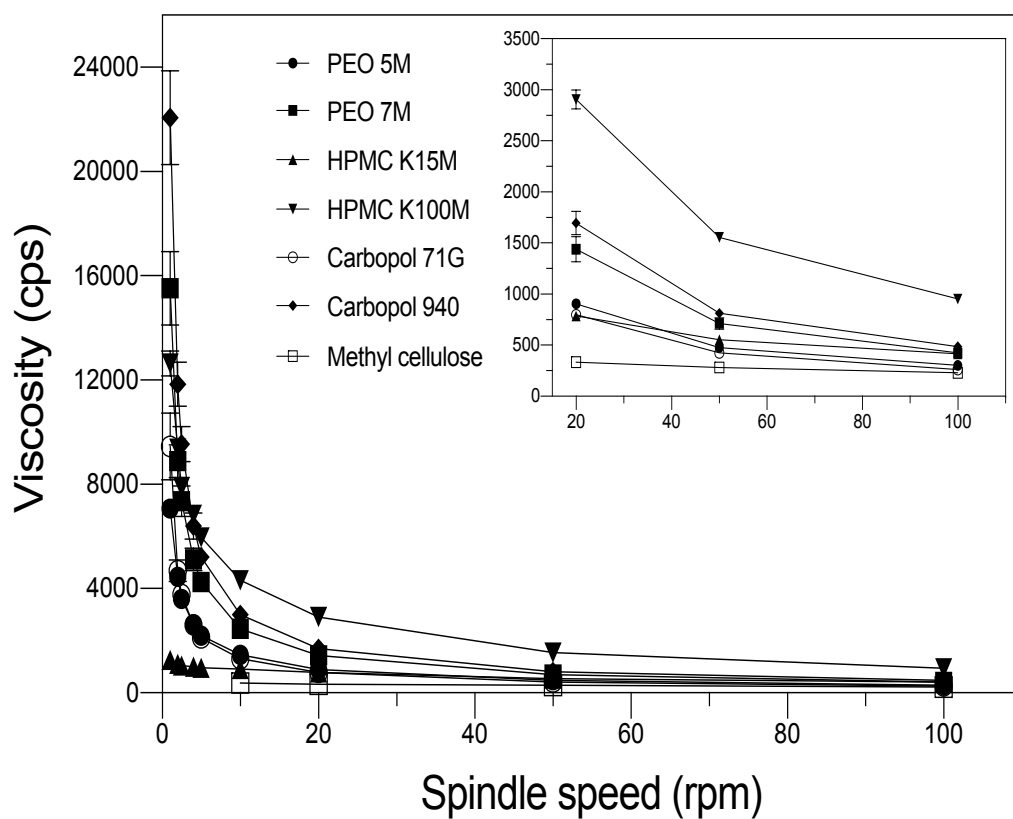 Viscosity (cps)
24000
20000
16000
12000
8000
4000
0
PEO 5M
PEO 7M
HPMC K15M
HPMC K100M
Carbopol 71G
Carbopol 940
Methyl cellulose
3500
3000
2500
2000
1500
1000
500
0
20 40 60 80 100
0 20 40 60 80 100
Spindle speed (rpm)